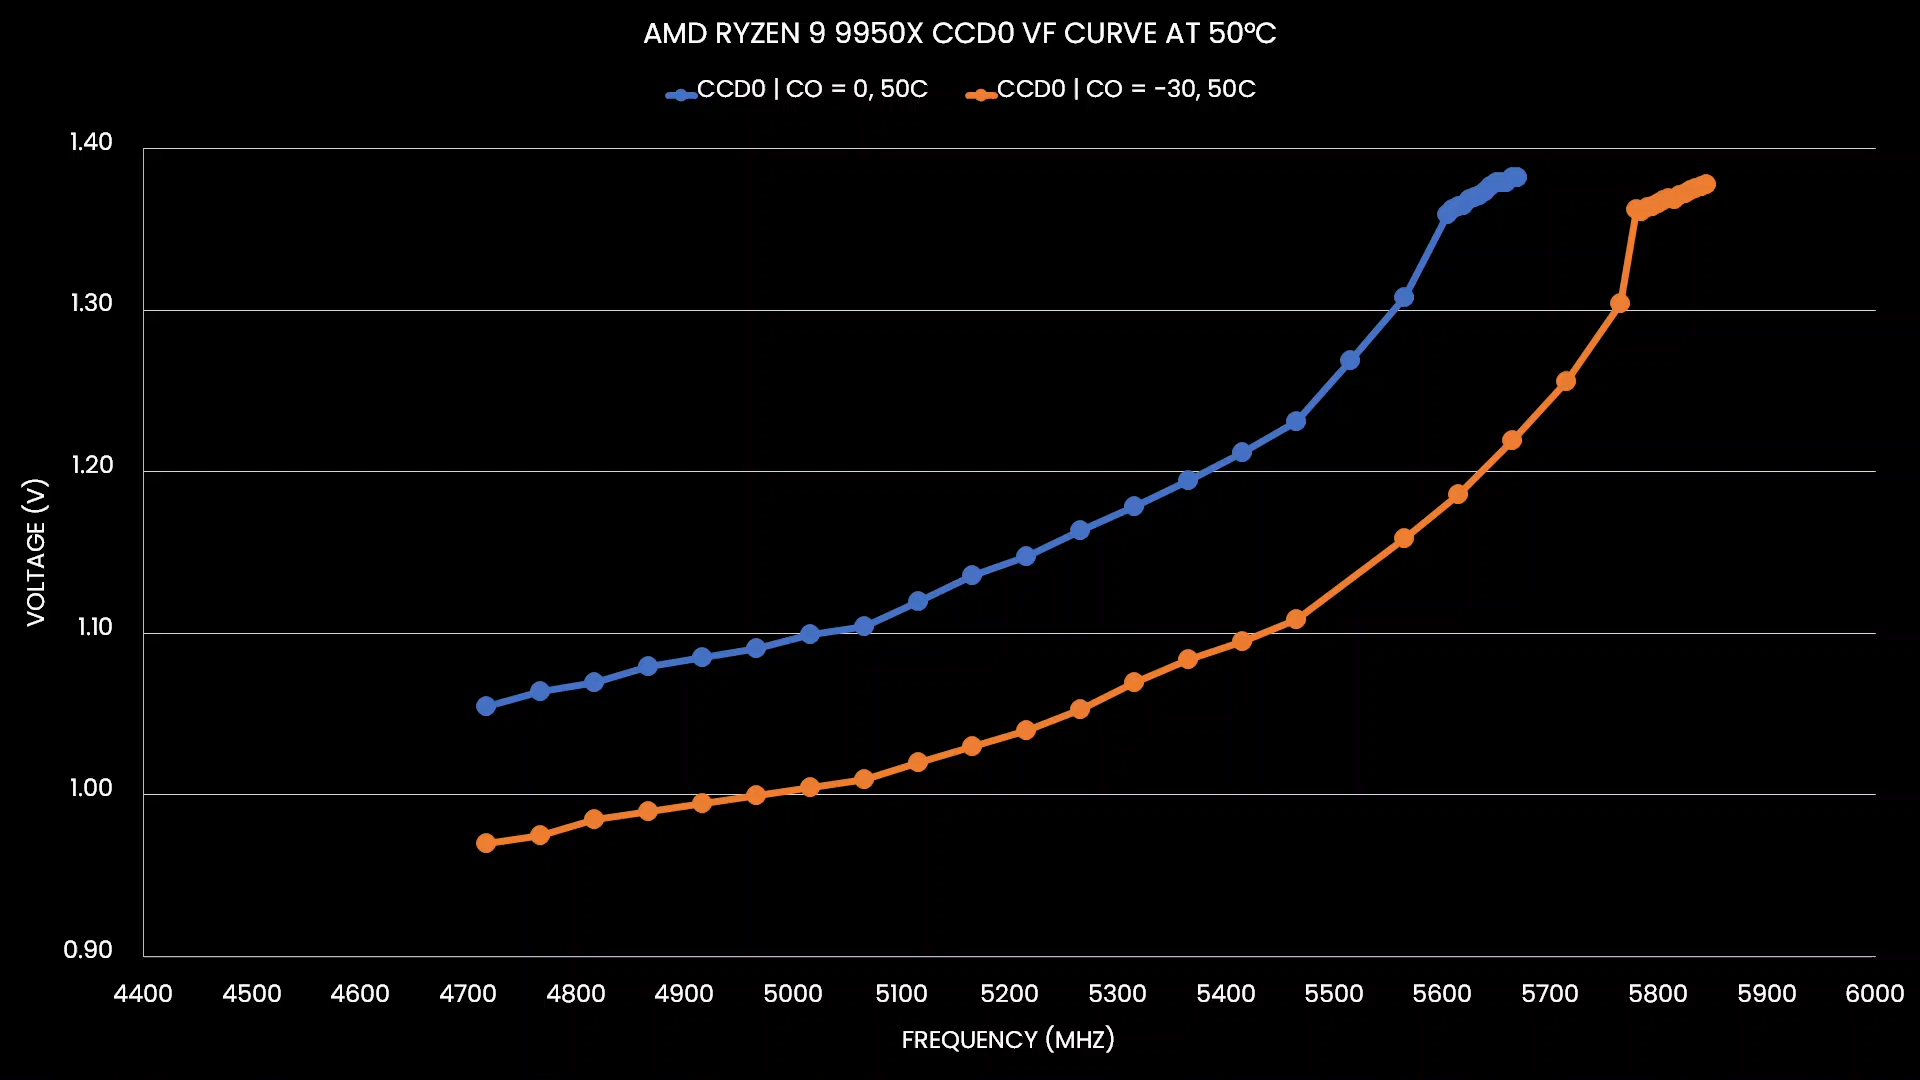 AMD RYZEN 9 9950X CCD0 VF CURVE AT 50°C
CCD0 | CO = 0, 50C
CCD0 | CO = -30, 50C
1.40
1.30
1.20
1.10
1.00
0.90
VOLTAGE (V)
4400 4500 4600 4700 4800 4900 5000 5100 5200 5300 5400 5500 5600 5700 5800 5900 6000
FREQUENCY (MHZ)